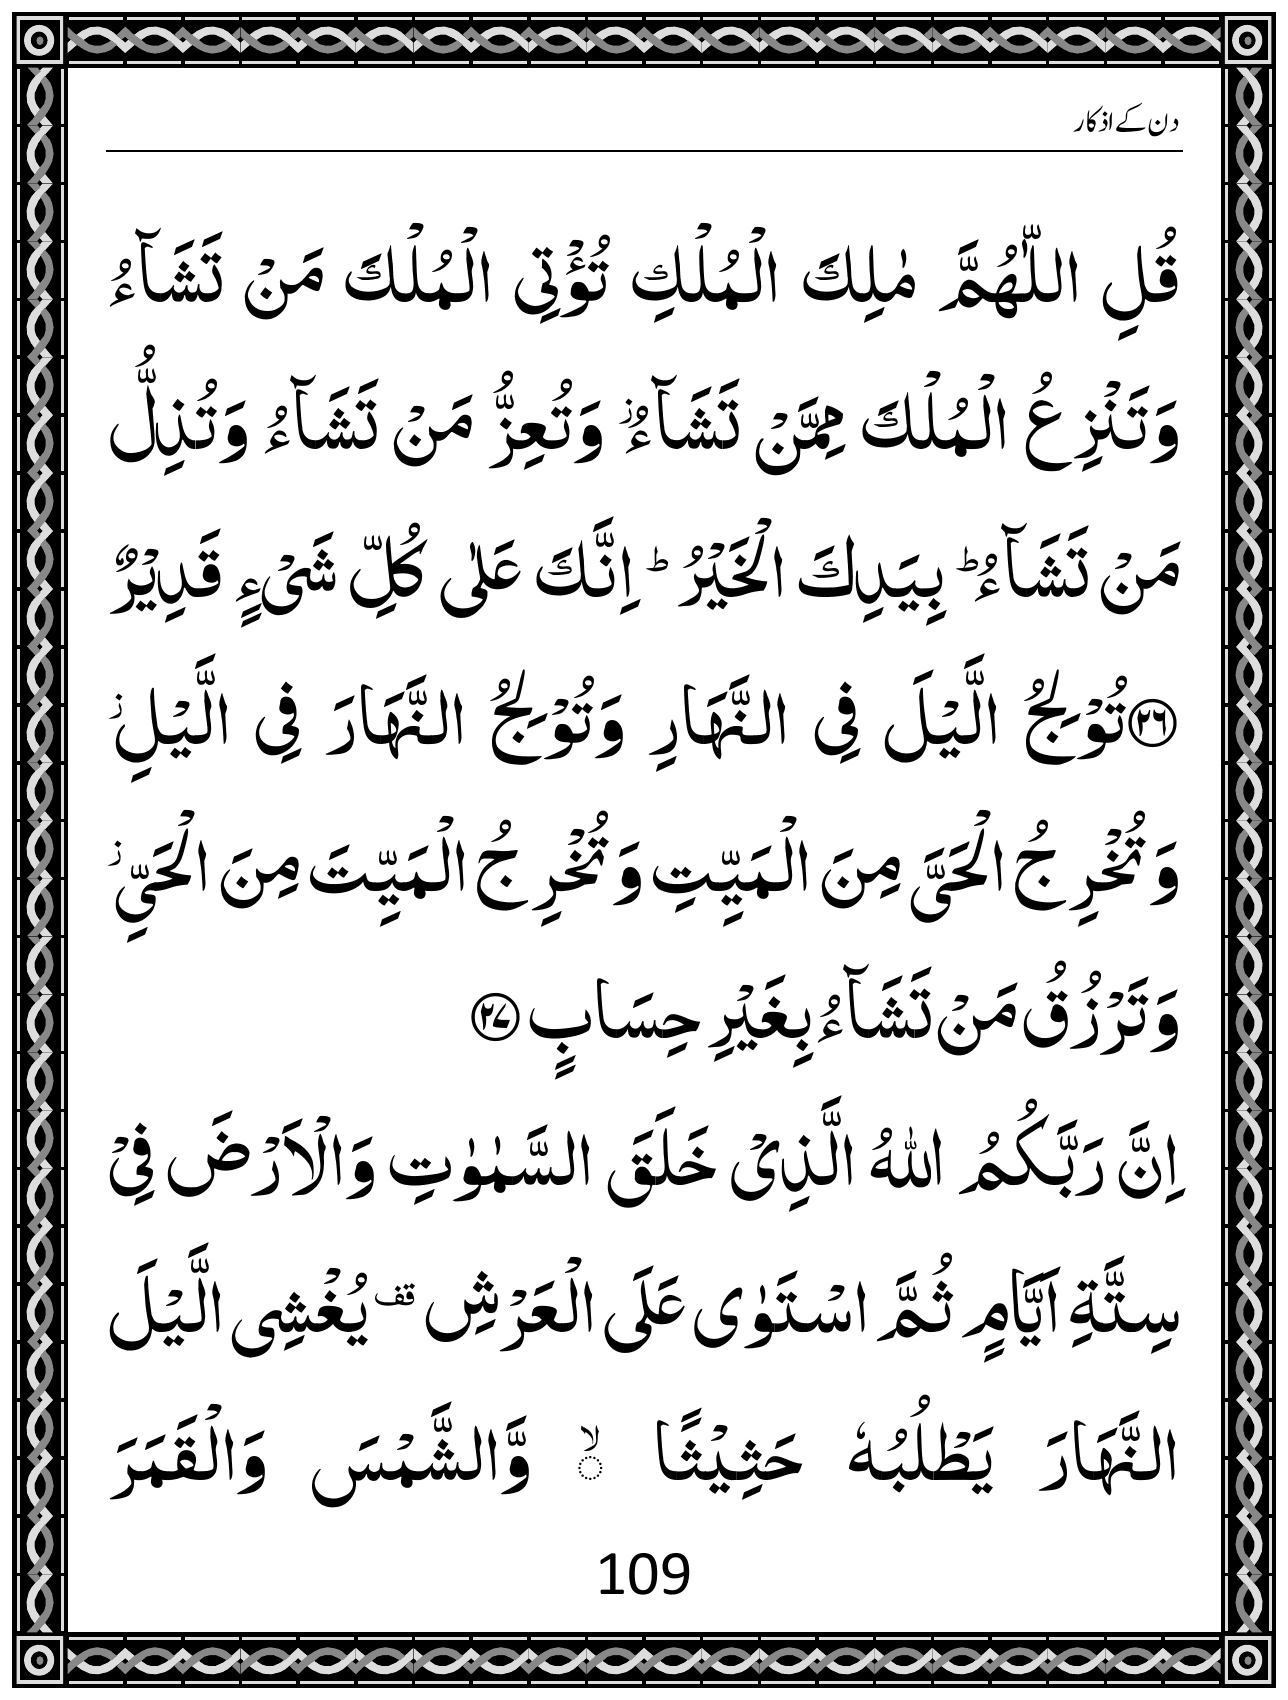 دن کے اذکار
قُلِ اللّٰهُمَّ مٰلِكَ الْمُلْكِ تُؤْتِی الْمُلْكَ مَنْ تَشَآءُ
وَتَنْزِعُ الْمُلْكَ مِمَّنْ تَشَآءُ ؗ وَتُعِزُّ مَنْ تَشَآءُ وَتُذِلُّ
مَنْ تَشَآءُ ؕ بِیَدِكَ الْخَیْرُ ؕ اِنَّكَ عَلٰی كُلِّ شَیْءٍ قَدِیْرٌ
۝۲۶ تُوْلِجُ الَّیْلَ فِی النَّهَارِ وَتُوْلِجُ النَّهَارَ فِی الَّیْلِ ؗ
وَتُخْرِجُ الْحَیَّ مِنَ الْمَیِّتِ وَتُخْرِجُ الْمَیِّتَ مِنَ الْحَیِّ ؗ
وَتَرْزُقُ مَنْ تَشَآءُ بِغَیْرِ حِسَابٍ ۝۲۷
اِنَّ رَبَّكُمُ اللهُ الَّذِیْ خَلَقَ السَّمٰوٰتِ وَالْاَرْضَ فِیْ
سِتَّةِ اَیَّامٍ ثُمَّ اسْتَوٰی عَلَی الْعَرْشِ قف یُغْشِی الَّیْلَ
النَّهَارَ یَطْلُبُهٗ حَثِیْثًا ۙ وَّالشَّمْسَ وَالْقَمَرَ
109